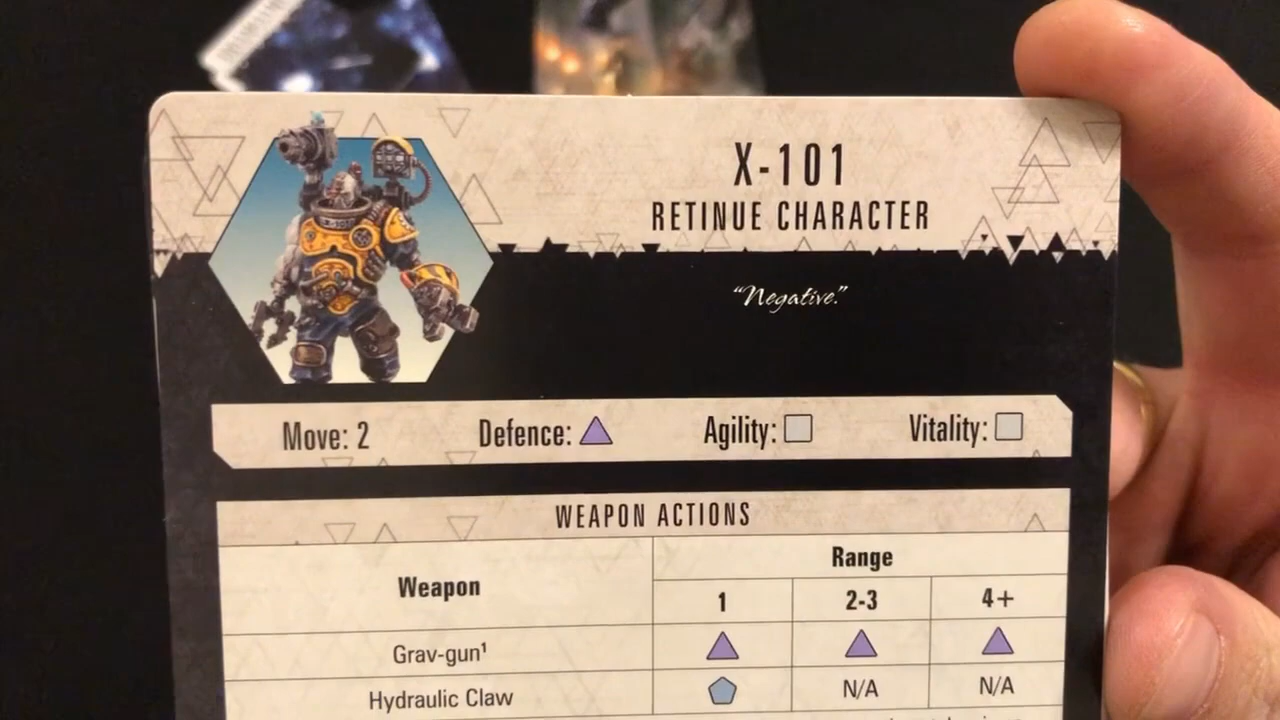 X-101
RETINUE CHARACTER
“Negative.”
Move: 2 Defence: Agility: Vitality:
WEAPON ACTIONS
Weapon Range
1 2-3 4+
Grav-gun¹
Hydraulic Claw N/A N/A